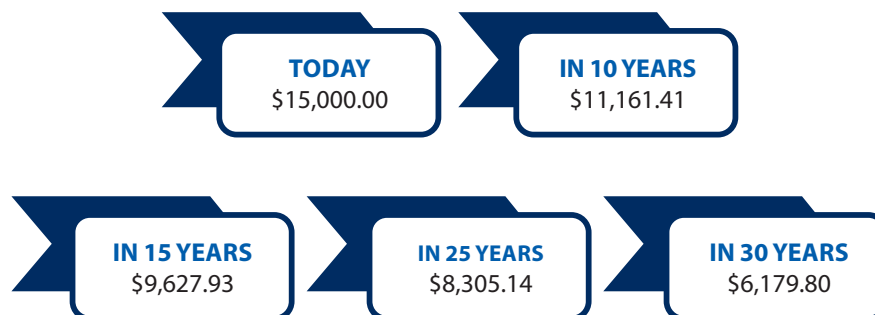 TODAY
$15,000.00
IN 10 YEARS
$11,161.41
IN 15 YEARS
$9,627.93
IN 25 YEARS
$8,305.14
IN 30 YEARS
$6,179.80